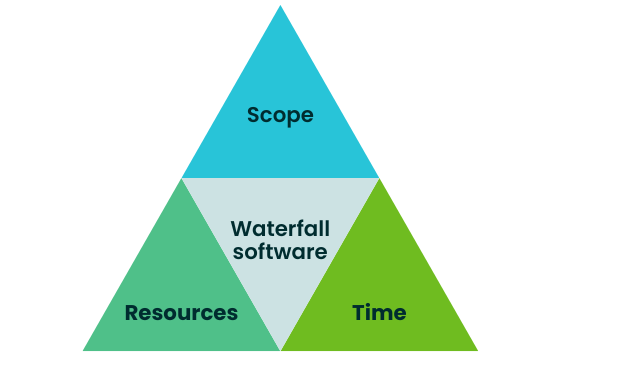 Scope
Waterfall
software
Resources
Time